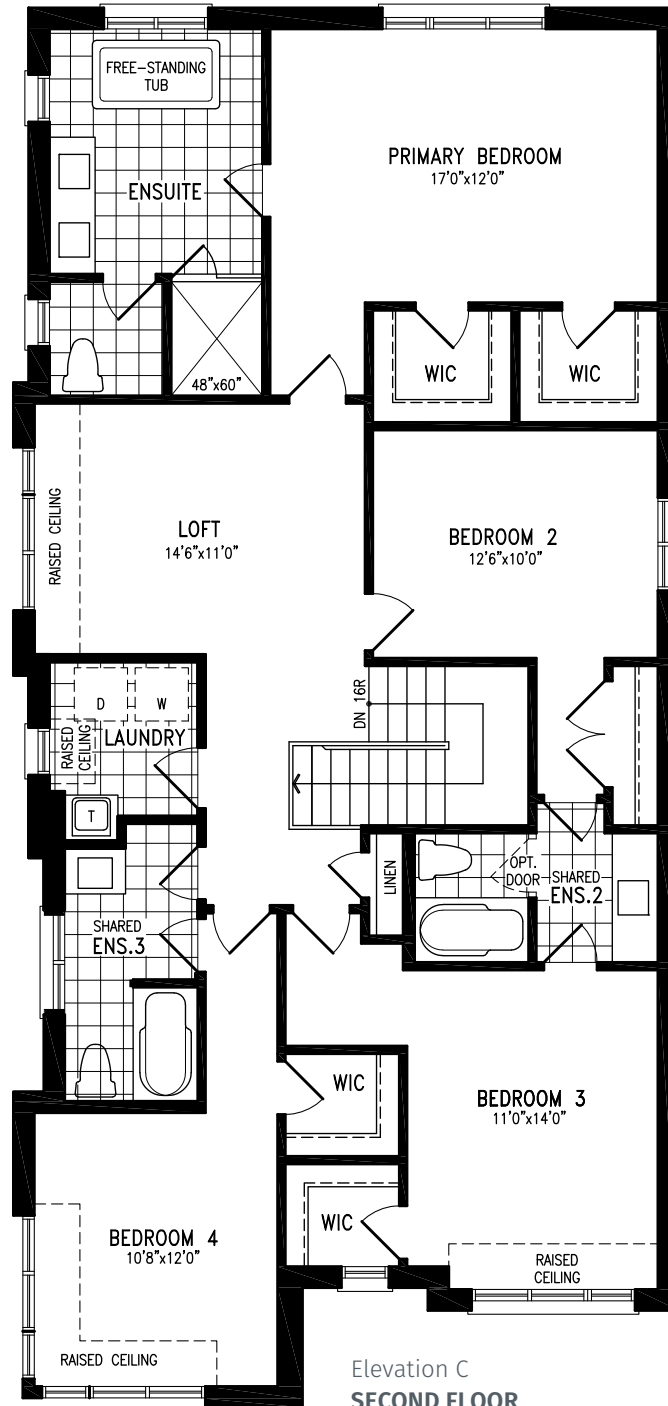 FREE-STANDING
TUB
PRIMARY BEDROOM
17'0"x12'0"
ENSUITE
WIC
WIC
48"x60"
RAISED CEILING
LOFT
14'6"x11'0"
BEDROOM 2
12'6"x10'0"
DN 16R
D
W
RAISED
CEILING
LAUNDRY
T
LINEN
OPT.
DOOR
SHARED
ENS.2
SHARED
ENS.3
WIC
BEDROOM 3
11'0"x14'0"
WIC
BEDROOM 4
10'8"x12'0"
RAISED
CEILING
RAISED CEILING
Elevation C
SECOND FLOOR